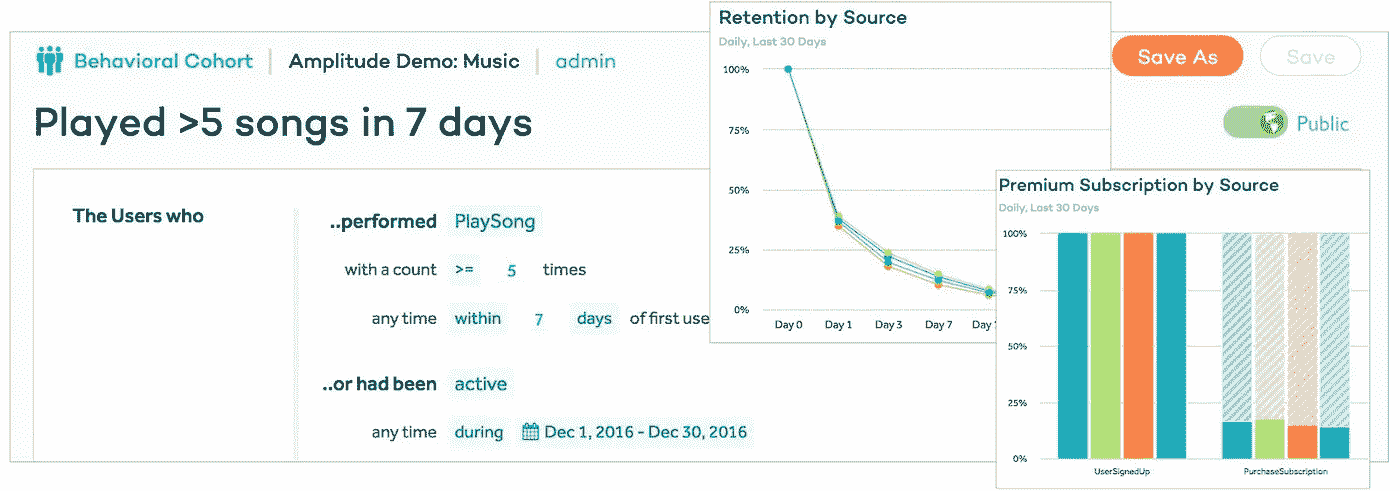 Behavioral Cohort | Amplitude Demo: Music | admin
Played >5 songs in 7 days
The Users who
..performed PlaySong
with a count >= 5 times
any time within 7 days of first use
..or had been active
any time during Dec 1, 2016 - Dec 30, 2016
Retention by Source
Daily, Last 30 Days
100%
75%
50%
25%
0%
Day 0 Day 1 Day 3 Day 7 Day
Save As Save
Public
Premium Subscription by Source
Daily, Last 30 Days
100%
75%
50%
25%
0%
UserSignedUp PurchaseSubscription